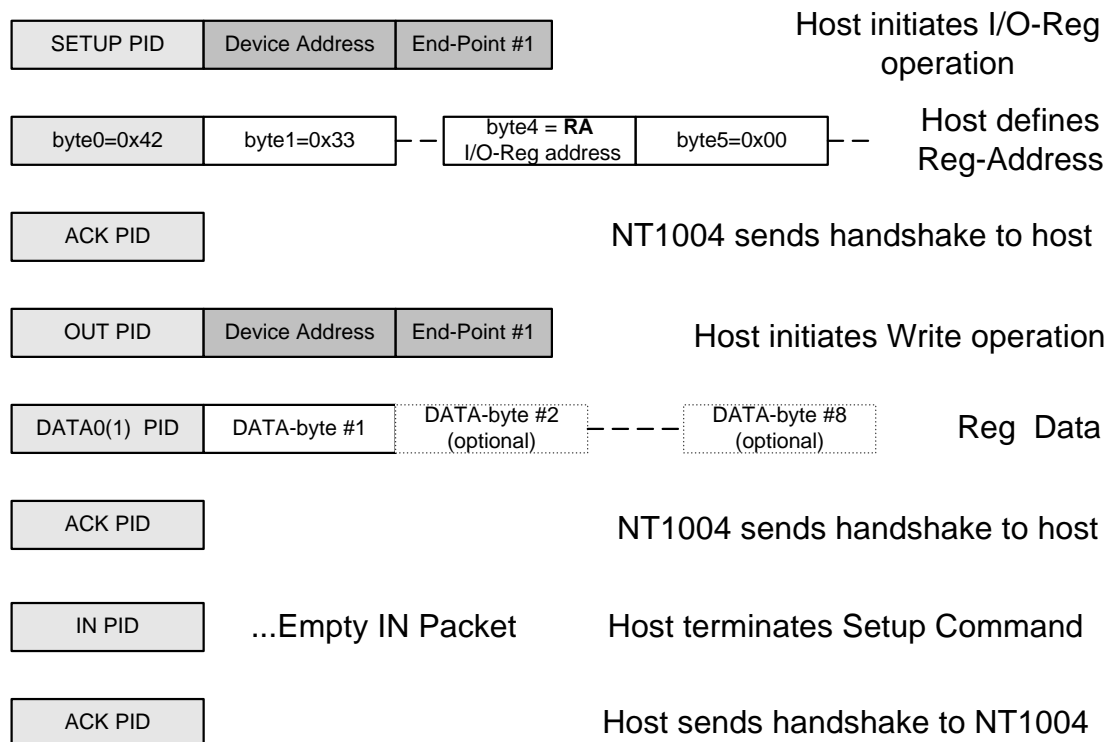 SETUP PID Device Address End-Point #1 Host initiates I/O-Reg
operation
byte0=0x42 byte1=0x33 byte4 = RA
I/O-Reg address byte5=0x00 Host defines
Reg-Address
ACK PID NT1004 sends handshake to host
OUT PID Device Address End-Point #1 Host initiates Write operation
DATA0(1) PID DATA-byte #1 DATA-byte #2
(optional) DATA-byte #8
(optional) Reg Data
ACK PID NT1004 sends handshake to host
IN PID ...Empty IN Packet Host terminates Setup Command
ACK PID Host sends handshake to NT1004